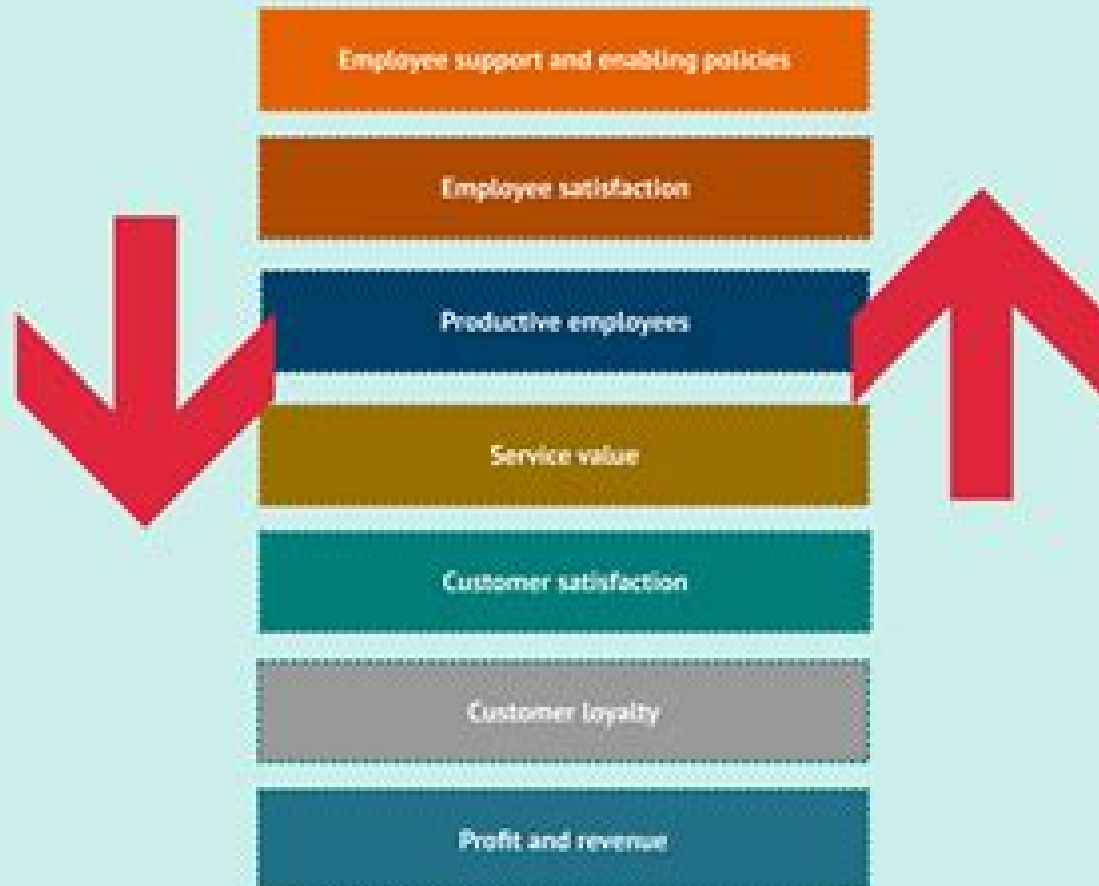 Employee support and enabling policies
Employee satisfaction
Productive employees
Service value
Customer satisfaction
Customer loyalty
Profit and revenue